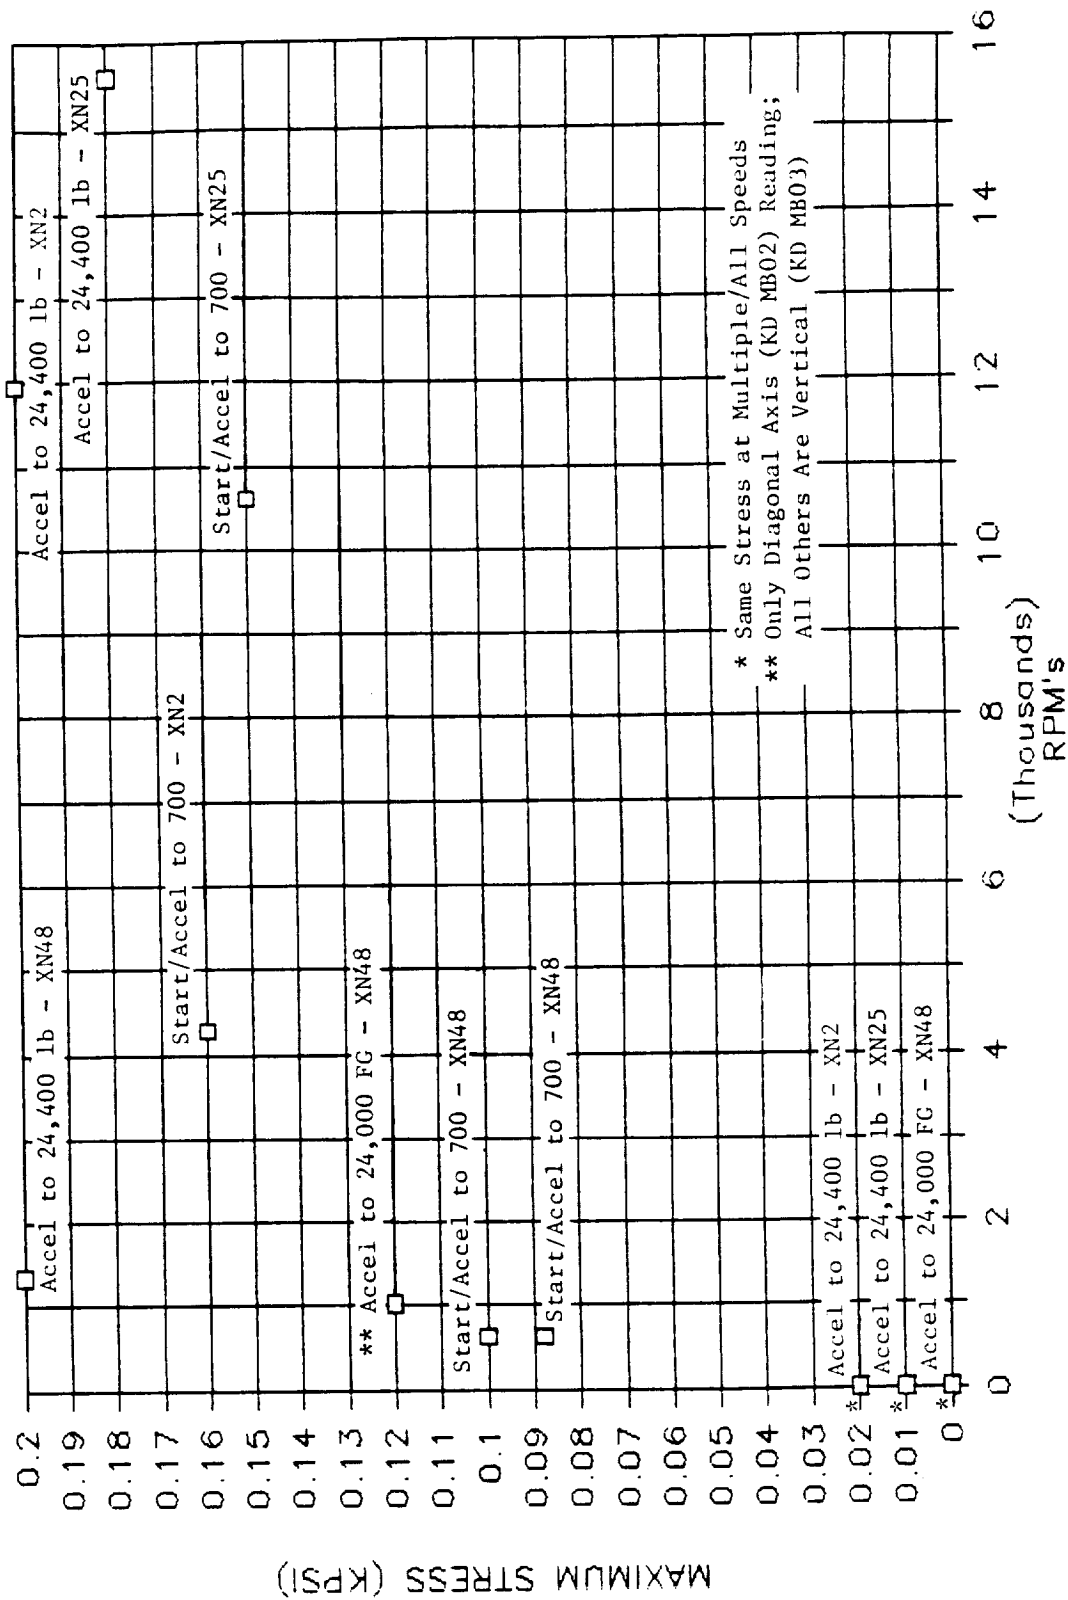 MAXIMUM STRESS (KPSI)
0.2
0.19
0.18
0.17
0.16
0.15
0.14
0.13
0.12
0.11
0.1
0.09
0.08
0.07
0.06
0.05
0.04
0.03
0.02
0.01
0
Accel to 24,400 lb - XN48
Accel to 24,400 lb - XN2
Accel to 24,400 lb - XN25
Start/Accel to 700 - XN2
Start/Accel to 700 - XN25
** Accel to 24,000 FG - XN48
Start/Accel to 700 - XN48
Start/Accel to 700 - XN48
* Accel to 24,400 lb - XN2
* Accel to 24,400 lb - XN25
* Accel to 24,000 FG - XN48
* Same Stress at Multiple/All Speeds
** Only Diagonal Axis (KD MB02) Reading;
All Others Are Vertical (KD MB03)
0 2 4 6 8 10 12 14 16
(Thousands)
RPM's